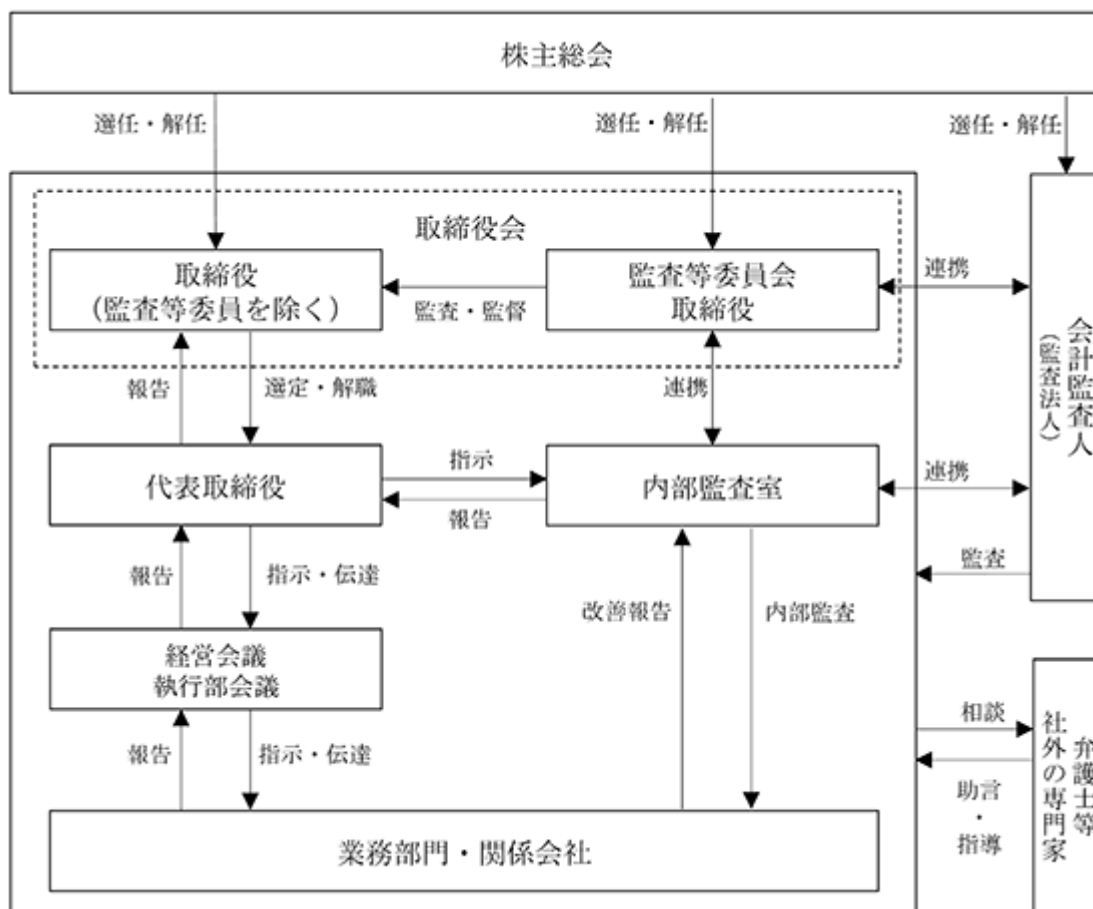 株主総会
選任・解任
選任・解任
選任・解任
取締役会
取締役
(監査等委員を除く)
監査・監督
監査等委員会
取締役
連携
会計監査人
(監査法人)
報告
選定・解職
連携
代表取締役
指示
報告
内部監査室
連携
監査
報告
指示・伝達
改善報告
内部監査
経営会議
執行部会議
報告
指示・伝達
相談
助言
・
指導
弁護士等
社外の専門家
業務部門・関係会社